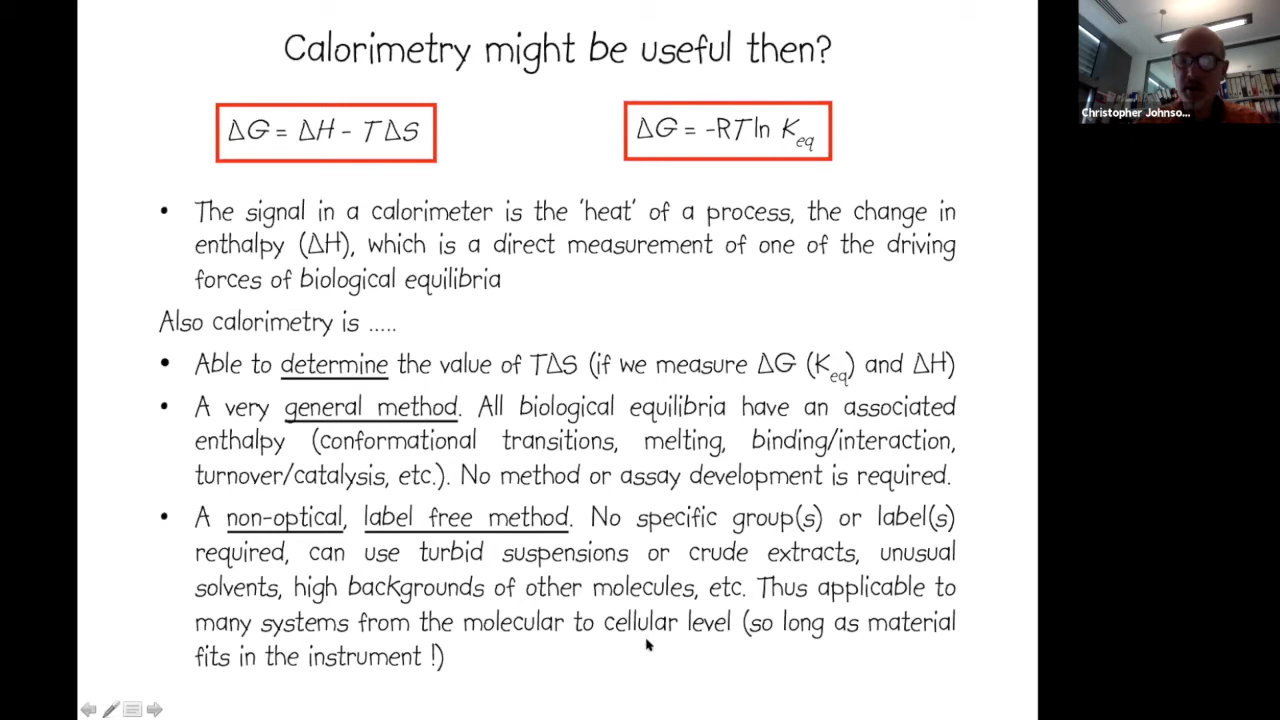 Calorimetry might be useful then?
ΔG = ΔH - TΔS
ΔG = -RT ln Keq
• The signal in a calorimeter is the 'heat' of a process, the change in
enthalpy (ΔH), which is a direct measurement of one of the driving
forces of biological equilibria
Also calorimetry is .....
• Able to determine the value of TΔS (if we measure ΔG (Keq) and ΔH)
• A very general method. All biological equilibria have an associated
enthalpy (conformational transitions, melting, binding/interaction,
turnover/catalysis, etc.). No method or assay development is required.
• A non-optical, label free method. No specific group(s) or label(s)
required, can use turbid suspensions or crude extracts, unusual
solvents, high backgrounds of other molecules, etc. Thus applicable to
many systems from the molecular to cellular level (so long as material
fits in the instrument !)
Christopher Johnso...